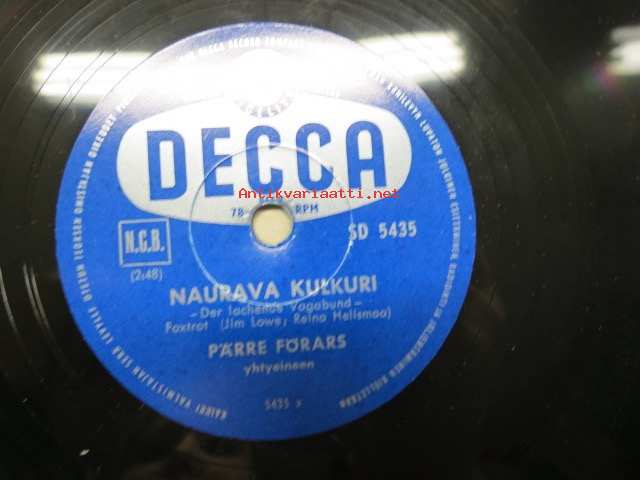 DECCA
Antikvariaatti.net
78 RPM
SD 5435
N.C.B.
(2:48)
NAURAVA KULKURI
-Der lachende Vagabund-
Foxtrot (Jim Lowe; Reino Helismaa)
PÄRRE FÖRARS
yhtyeineen
5435 x